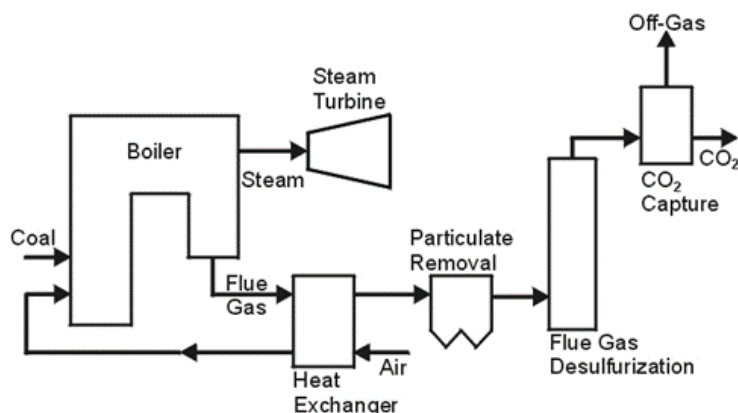 Off-Gas
Steam
Turbine
Boiler
Steam
CO₂
CO₂
Capture
Coal
Particulate
Removal
Flue
Gas
Air
Heat
Exchanger
Flue Gas
Desulfurization